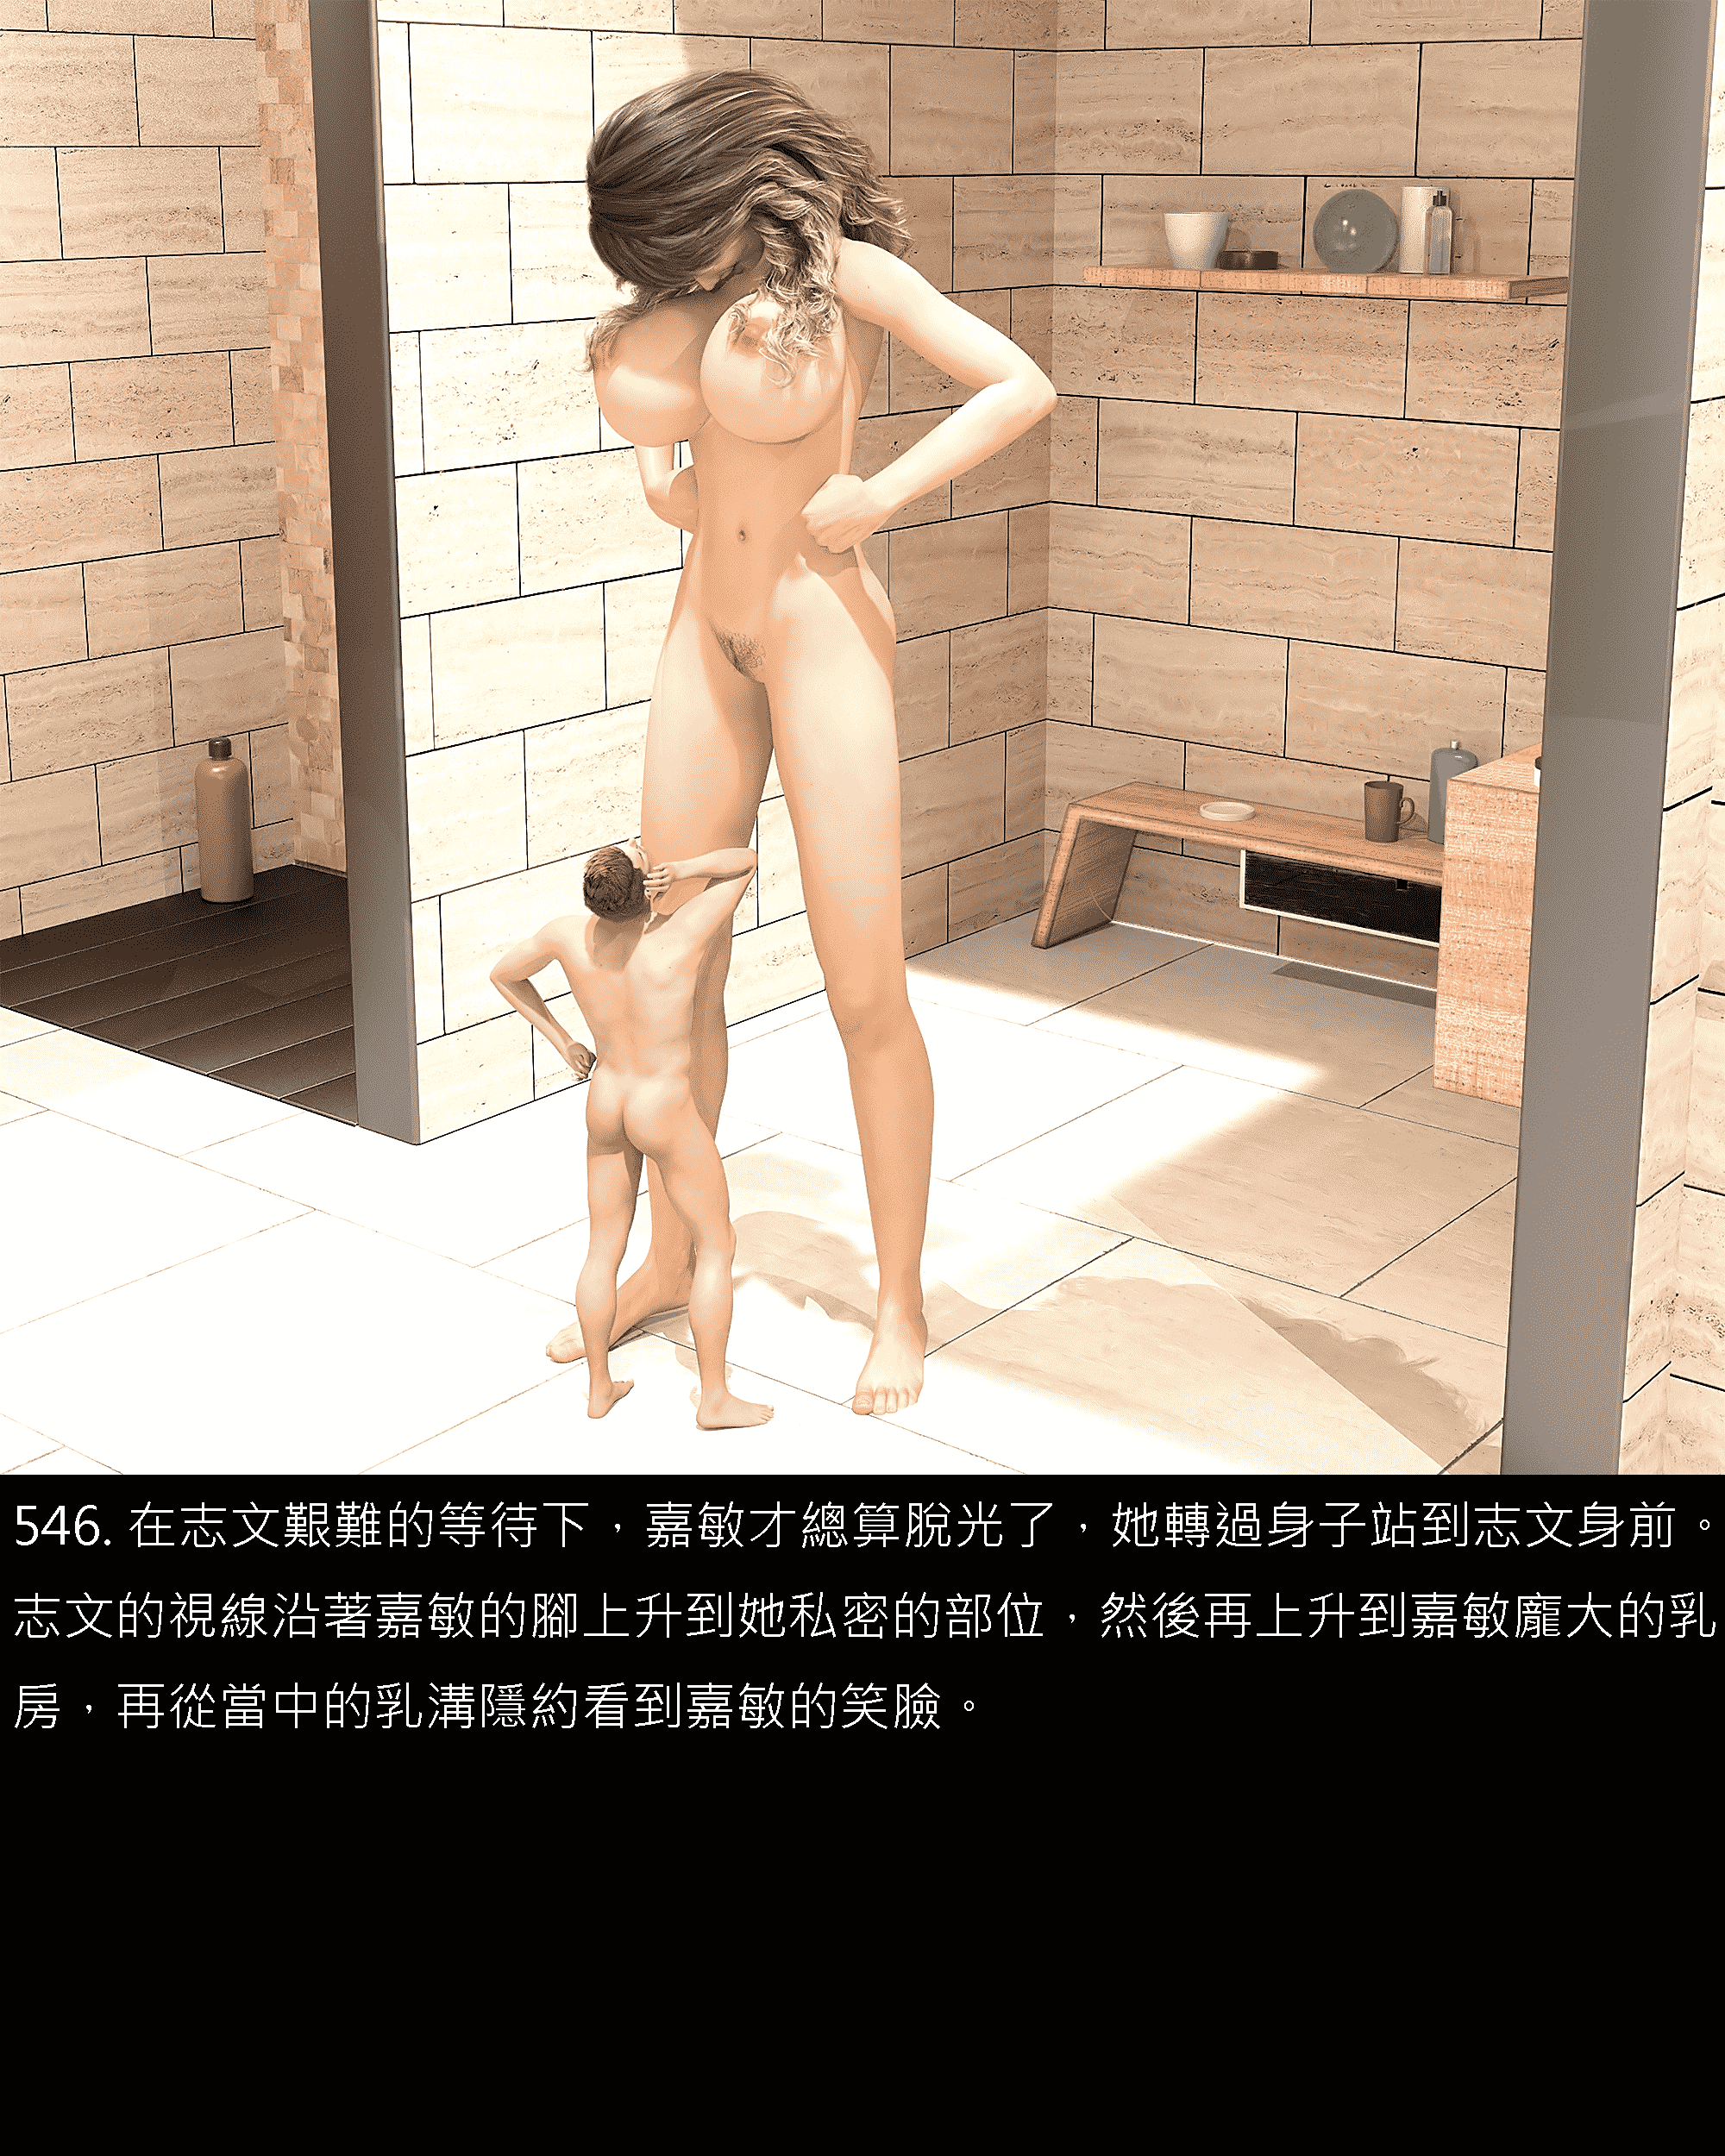 546. 在志文艱難的等待下，嘉敏才總算脫光了，她轉過身子站到志文身前。
志文的視線沿著嘉敏的腳上升到她私密的部位，然後再上升到嘉敏龐大的乳
房，再從當中的乳溝隱約看到嘉敏的笑臉。